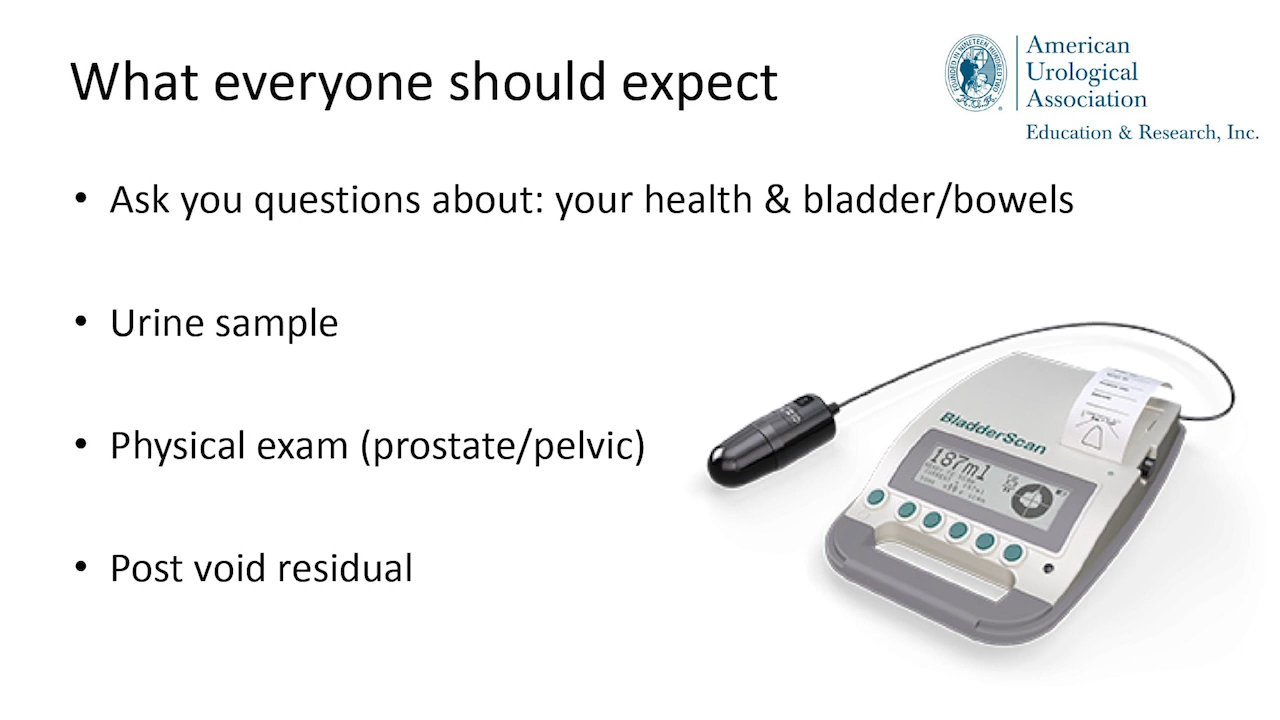 What everyone should expect
American
Urological
Association
Education & Research, Inc.
• Ask you questions about: your health & bladder/bowels
• Urine sample
• Physical exam (prostate/pelvic)
• Post void residual
BladderScan
187ml